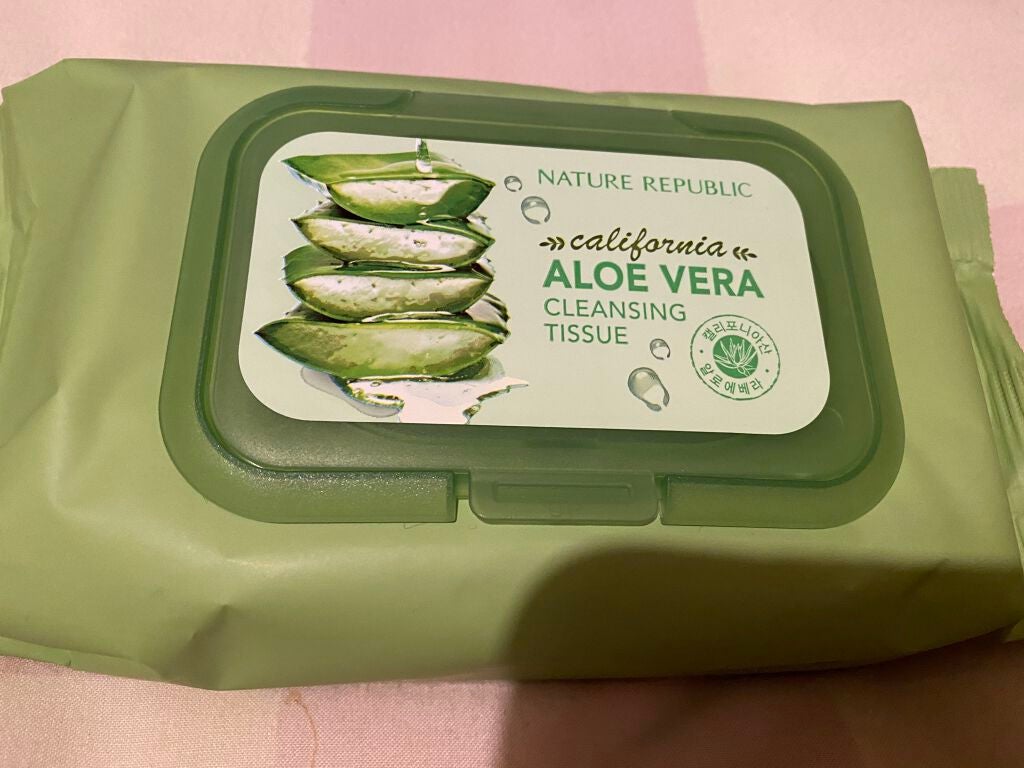 NATURE REPUBLIC
california
ALOE VERA
CLEANSING
TISSUE
캘리포니아산
알로에베라